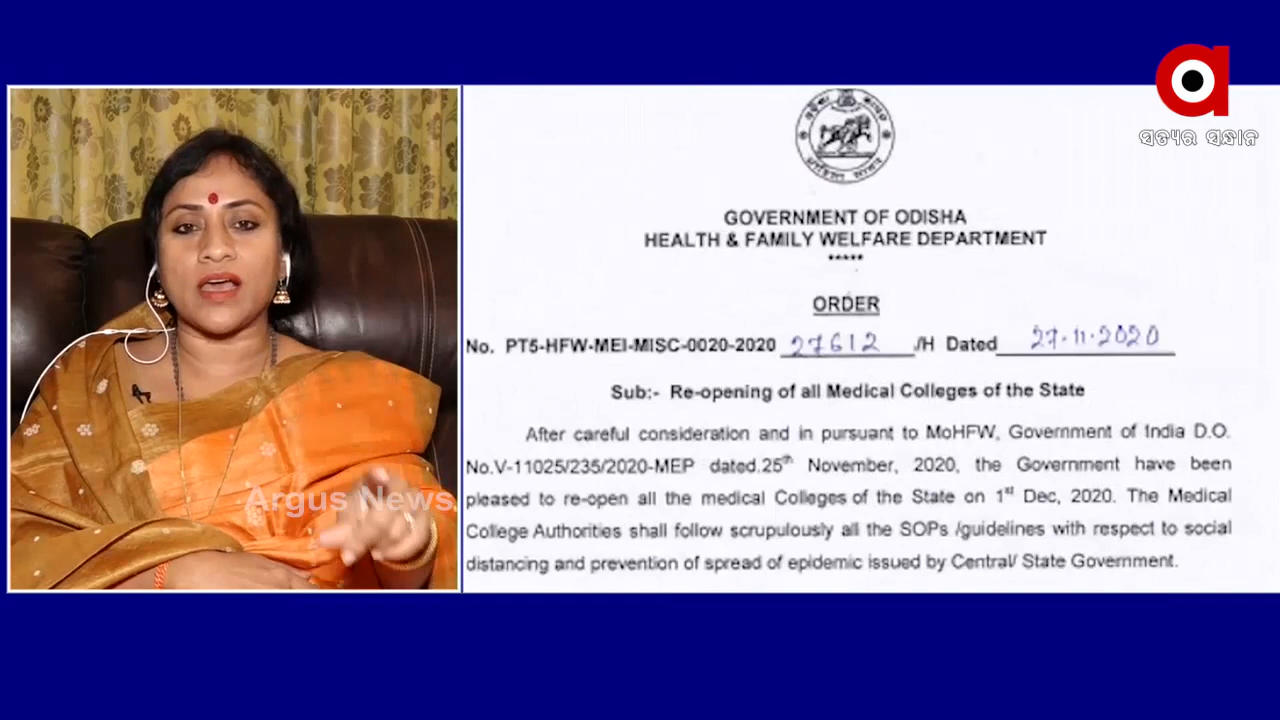 ସତ୍ୟର ସନ୍ଧାନ
GOVERNMENT OF ODISHA
HEALTH & FAMILY WELFARE DEPARTMENT
*****
ORDER
No. PT5-HFW-MEI-MISC-0020-2020 27612 /H Dated 27.11.2020
Sub:- Re-opening of all Medical Colleges of the State
After careful consideration and in pursuant to MoHFW, Government of India D.O.
No.V-11025/235/2020-MEP dated.25th November, 2020, the Government have been
pleased to re-open all the medical Colleges of the State on 1st Dec, 2020. The Medical
College Authorities shall follow scrupulously all the SOPs /guidelines with respect to social
distancing and prevention of spread of epidemic issued by Central/ State Government.
Argus News